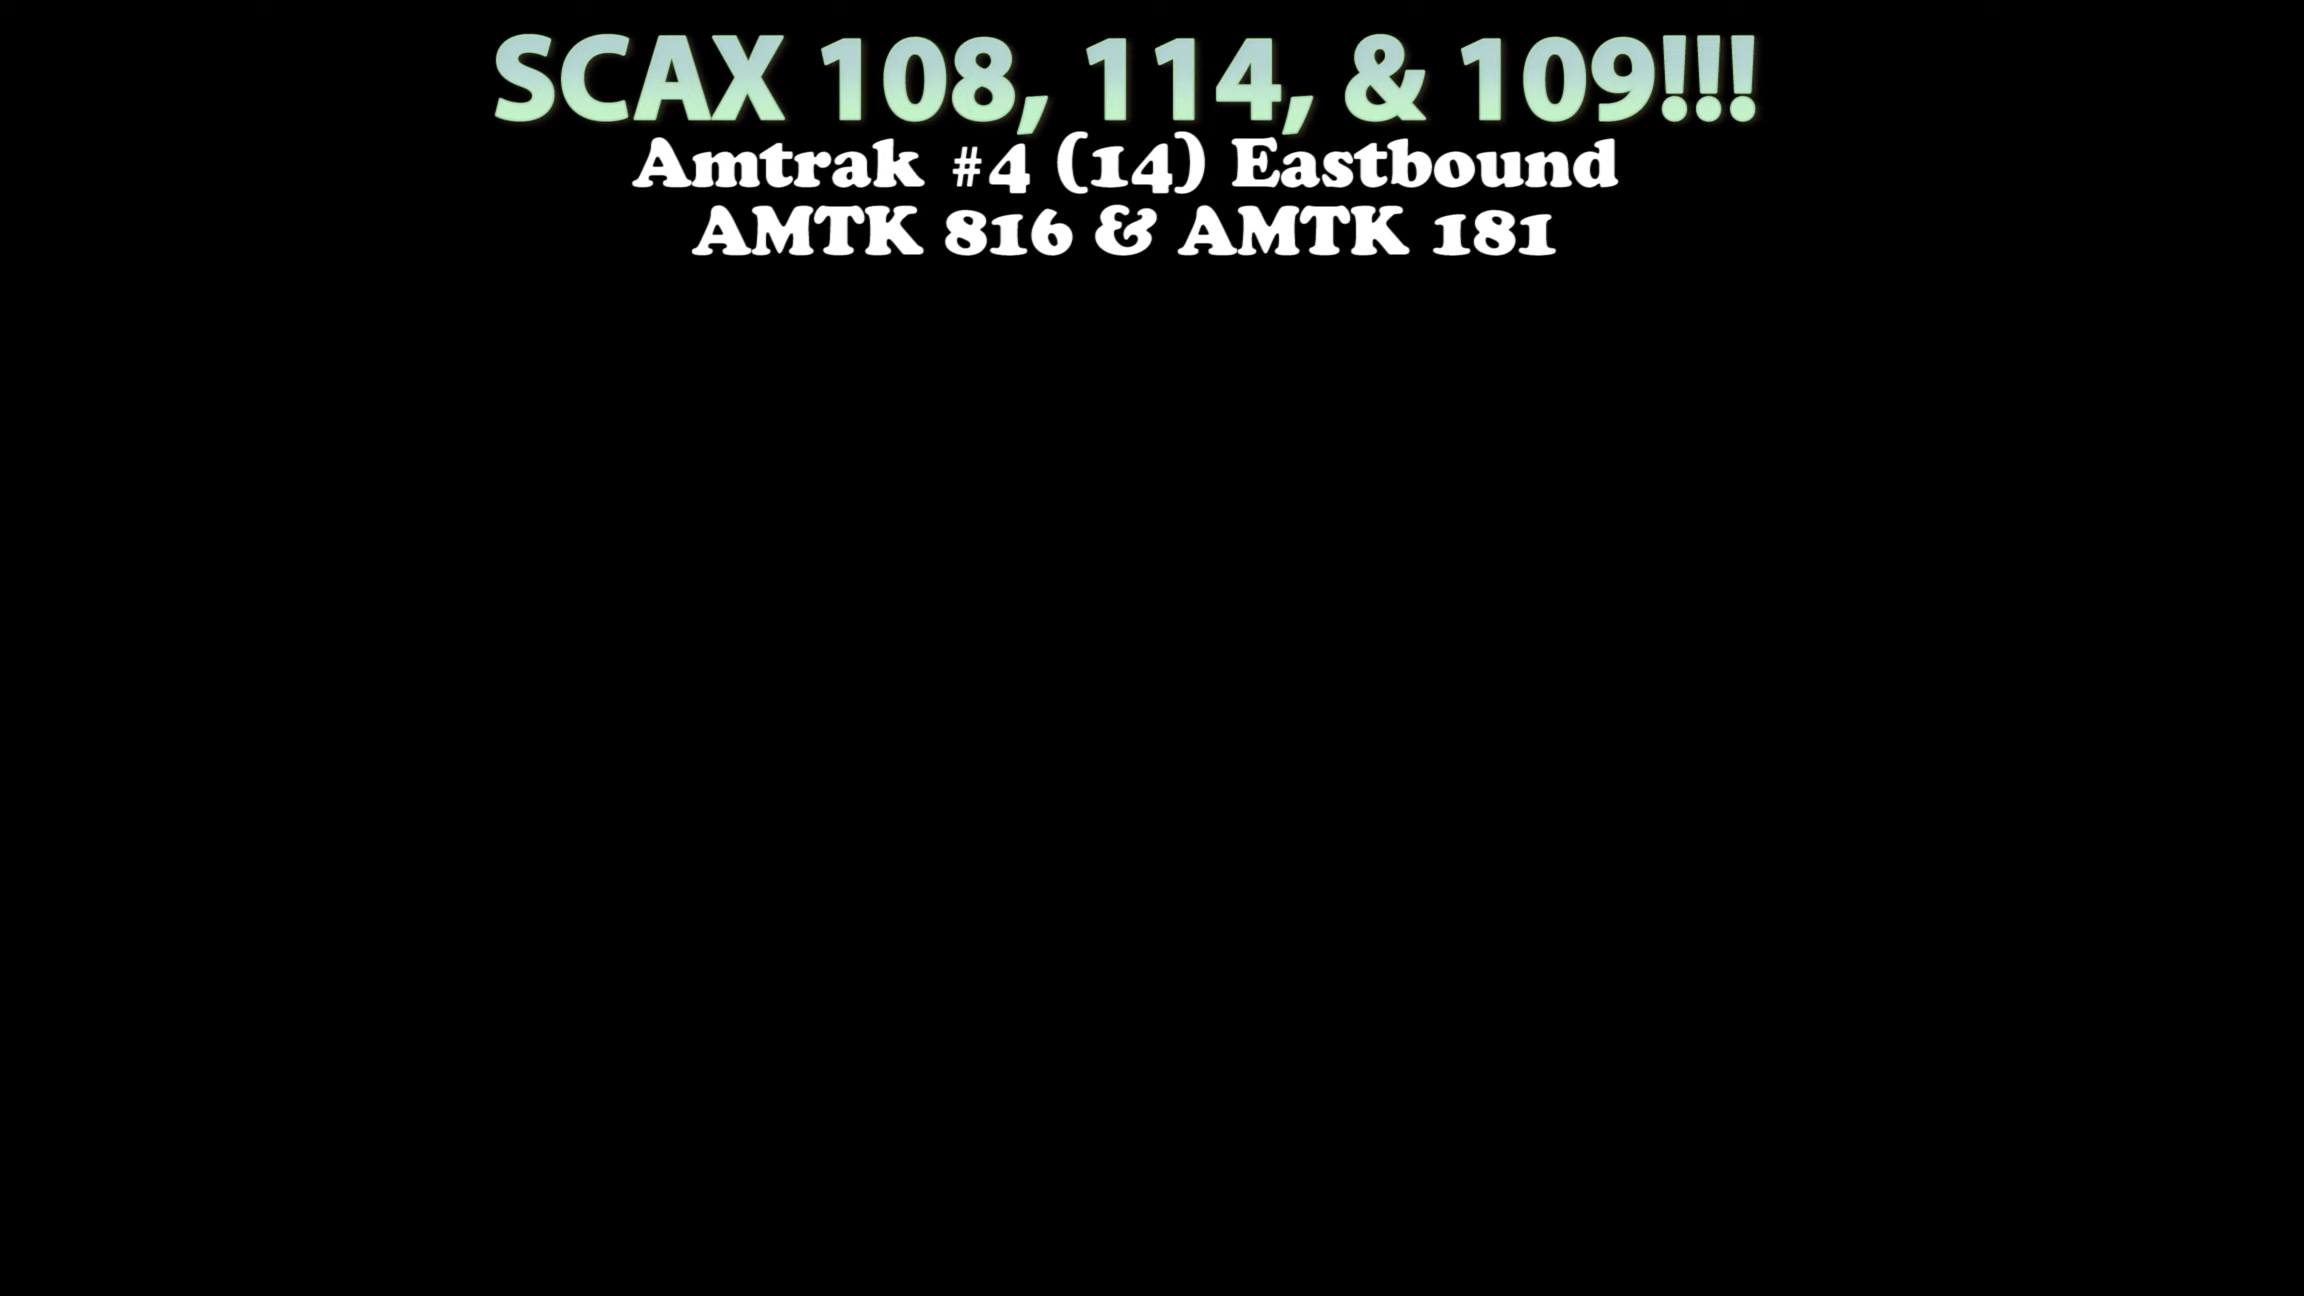 SCAX 108, 114, & 109!!!
Amtrak #4 (14) Eastbound
AMTK 816 & AMTK 181